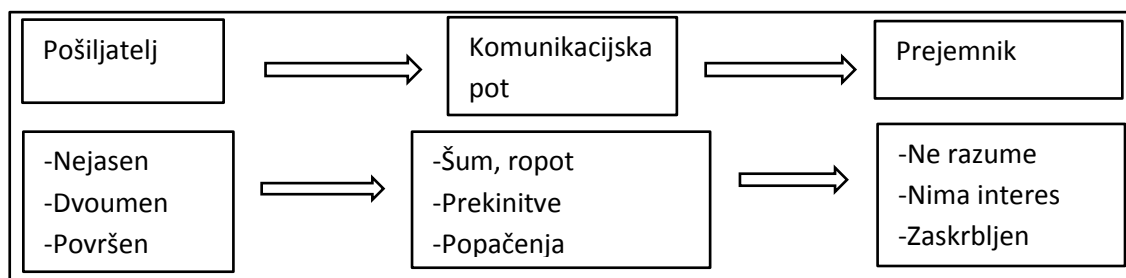 Pošiljatelj
Komunikacijska
pot
Prejemnik
-Nejasen
-Dvoumen
-Površen
-Šum, ropot
-Prekinitve
-Popačenja
-Ne razume
-Nima interes
-Zaskrbljen